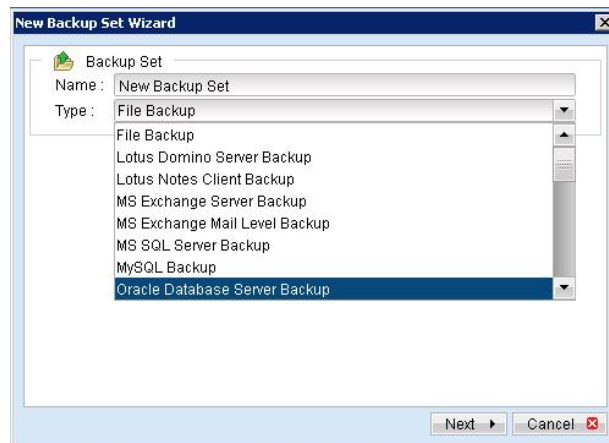 New Backup Set Wizard
Backup Set
Name : New Backup Set
Type : File Backup
File Backup
Lotus Domino Server Backup
Lotus Notes Client Backup
MS Exchange Server Backup
MS Exchange Mail Level Backup
MS SQL Server Backup
MySQL Backup
Oracle Database Server Backup
Next Cancel